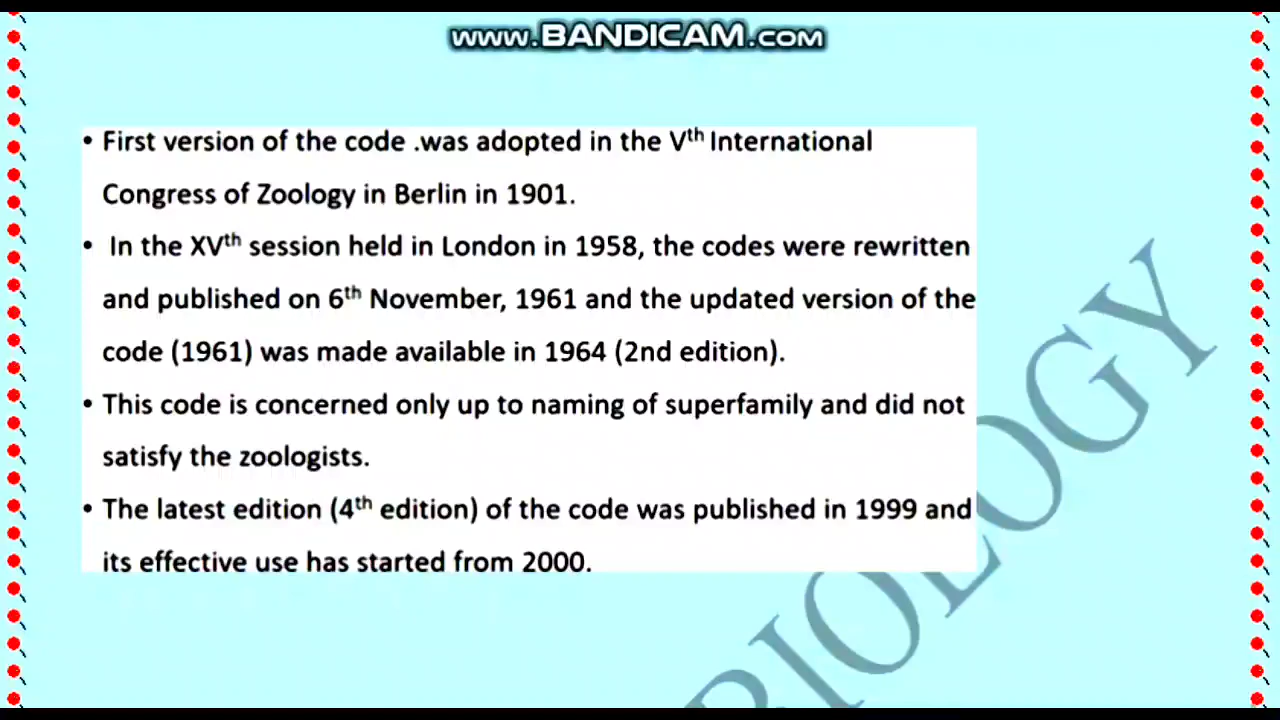 www.BANDICAM.com
• First version of the code .was adopted in the Vth International
Congress of Zoology in Berlin in 1901.
• In the XVth session held in London in 1958, the codes were rewritten
and published on 6th November, 1961 and the updated version of the
code (1961) was made available in 1964 (2nd edition).
• This code is concerned only up to naming of superfamily and did not
satisfy the zoologists.
• The latest edition (4th edition) of the code was published in 1999 and
its effective use has started from 2000.
BIOLOGY